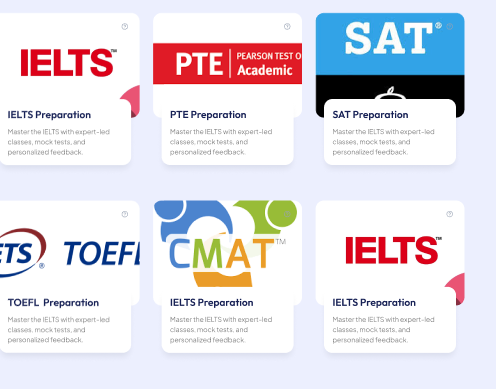 IELTS™
IELTS Preparation
Master the IELTS with expert-led
classes, mock tests, and
personalized feedback.
PTE
PEARSON TEST O
Academic
PTE Preparation
Master the IELTS with expert-led
classes, mock tests, and
personalized feedback.
SAT®
SAT Preparation
Master the IELTS with expert-led
classes, mock tests, and
personalized feedback.
ETS® TOEFL
TOEFL Preparation
Master the IELTS with expert-led
classes, mock tests, and
personalized feedback.
CMAT™
IELTS Preparation
Master the IELTS with expert-led
classes, mock tests, and
personalized feedback.
IELTS™
IELTS Preparation
Master the IELTS with expert-led
classes, mock tests, and
personalized feedback.